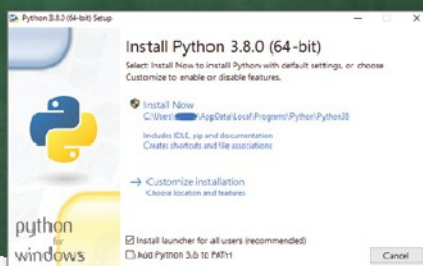 Python 3.8.0 (64-bit) Setup
Install Python 3.8.0 (64-bit)
Select Install Now to install Python with default settings, or choose
Customize to enable or disable features.
Install Now
C:\Users\ \AppData\Local\Programs\Python\Python38
Includes IDLE, pip and documentation
Creates shortcuts and file associations
→ Customize installation
Choose location and features
Install launcher for all users (recommended)
Add Python 3.8 to PATH
Cancel
python
for
windows